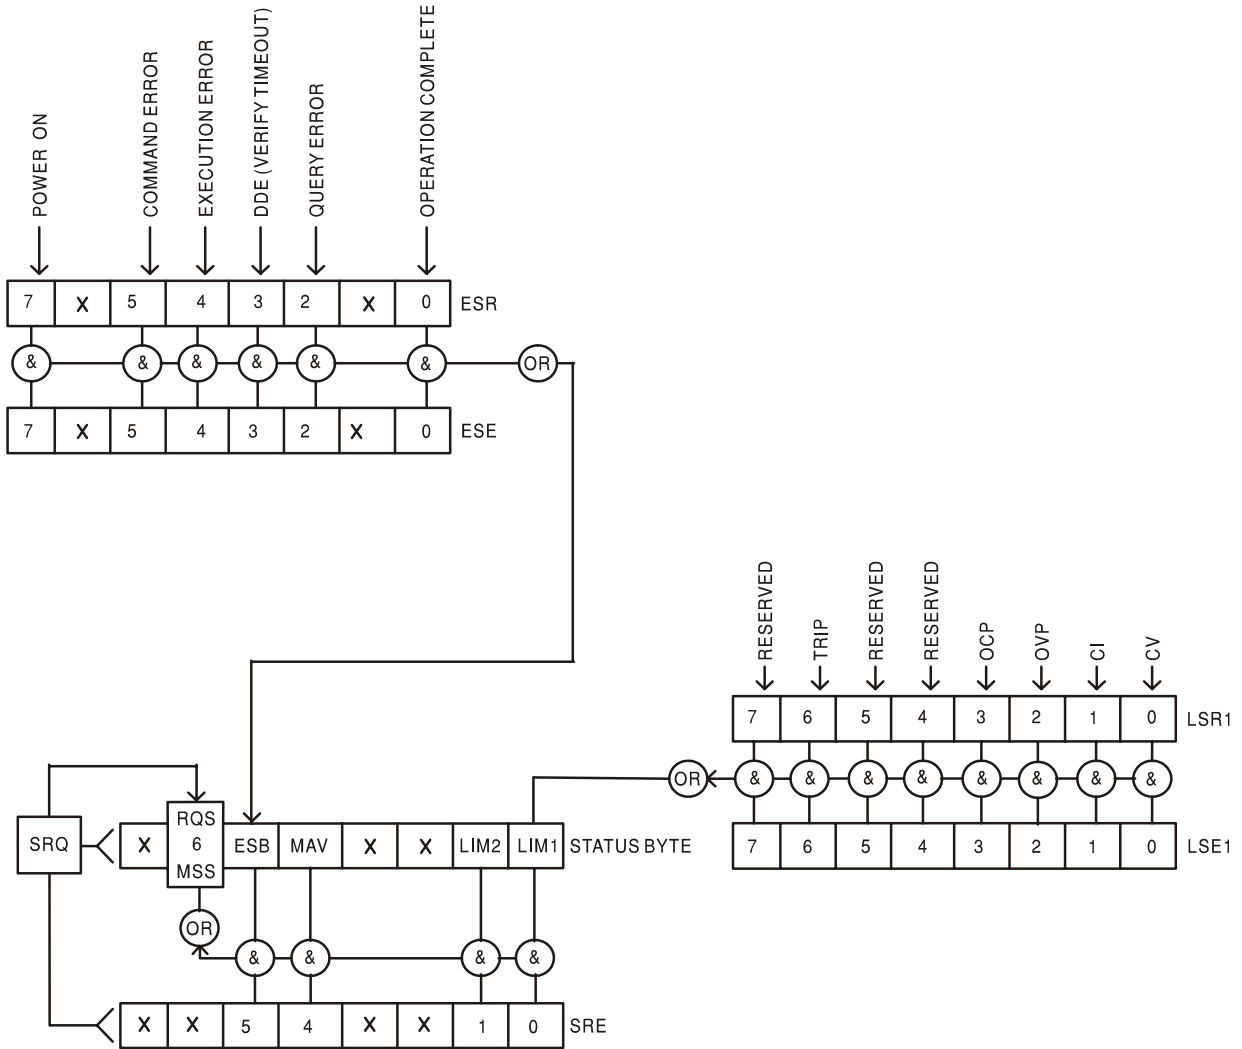 POWER ON
COMMAND ERROR
EXECUTION ERROR
DDE (VERIFY TIMEOUT)
QUERY ERROR
OPERATION COMPLETE
7 X 5 4 3 2 X 0 ESR
& & & & & & OR
7 X 5 4 3 2 X 0 ESE
RESERVED
TRIP
RESERVED
RESERVED
OCP
OVP
CI
CV
7 6 5 4 3 2 1 0 LSR1
OR & & & & & & & &
7 6 5 4 3 2 1 0 LSE1
SRQ
X
RQS
6
MSS
ESB MAV X X LIM2 LIM1 STATUS BYTE
OR
& & & &
X X 5 4 X X 1 0 SRE